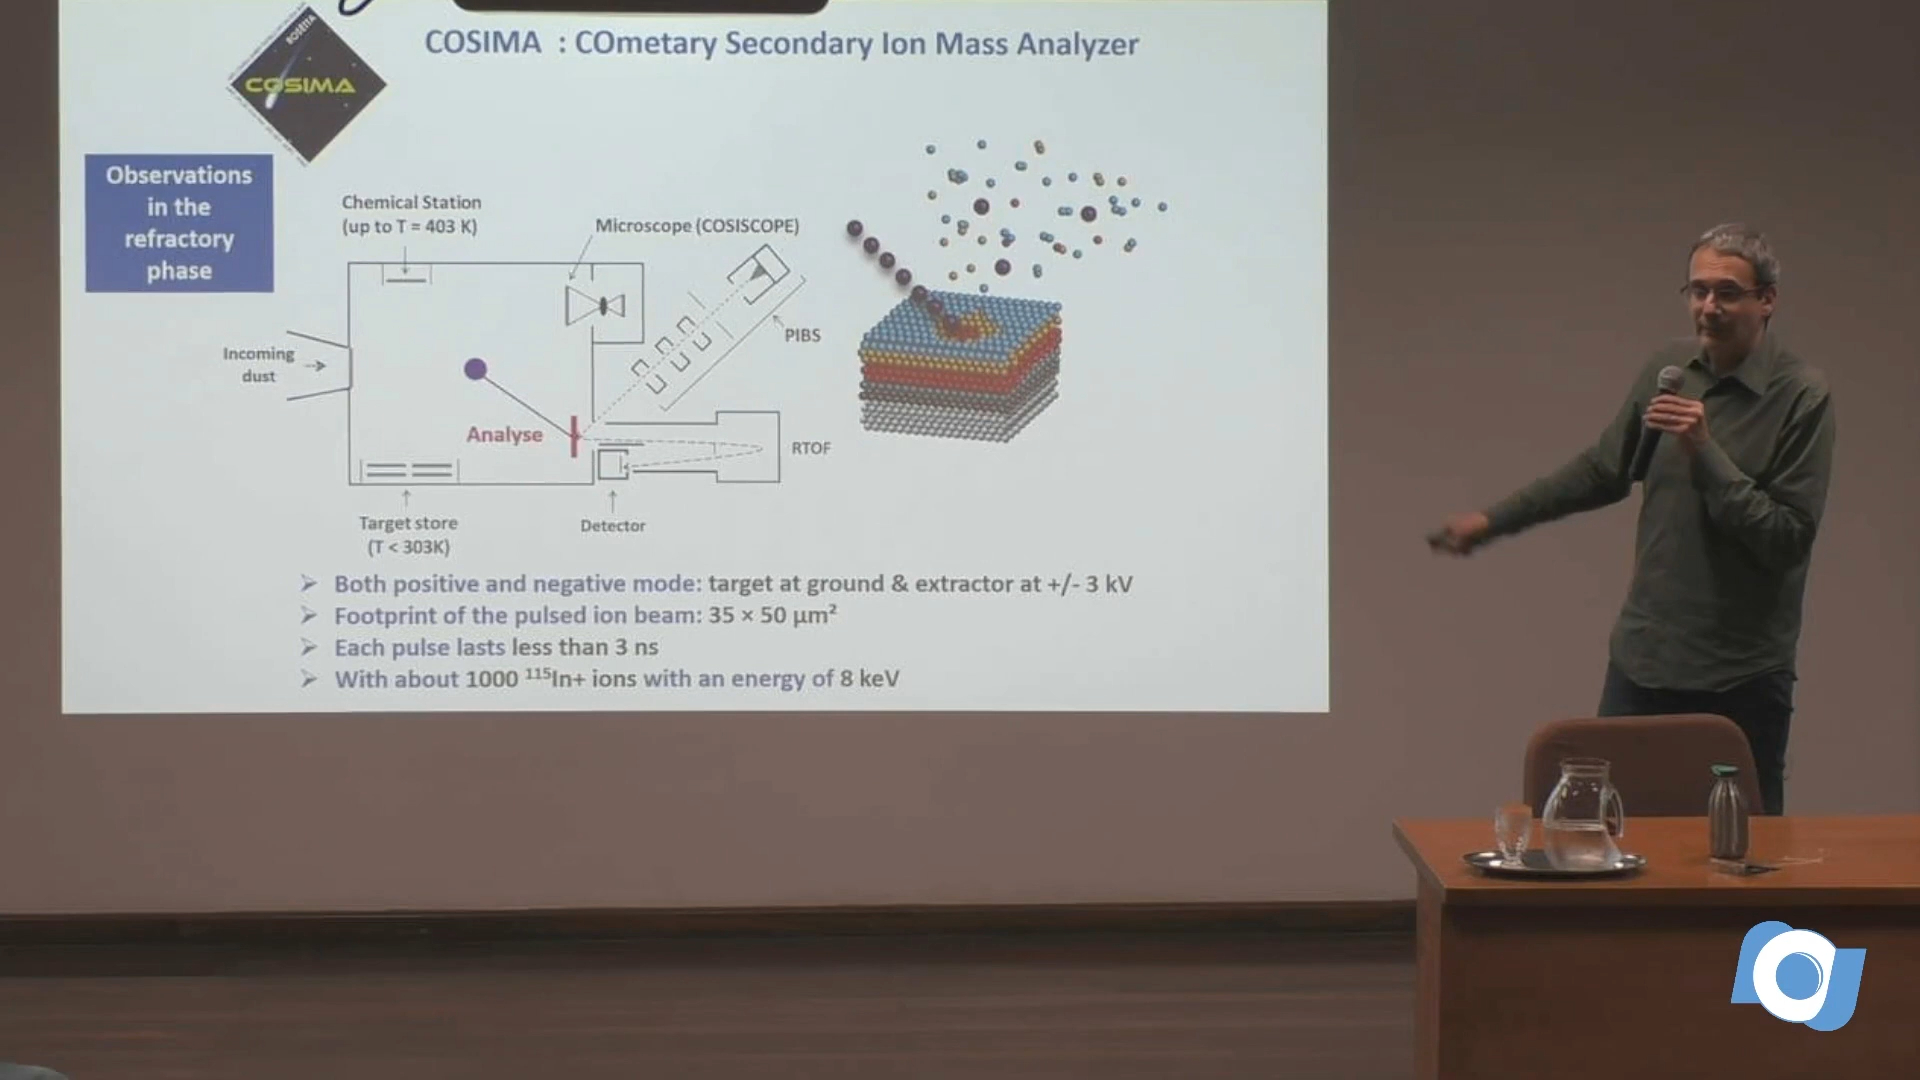 COSIMA : COmetary Secondary Ion Mass Analyzer
ROSETTA
COSIMA
Observations
in the
refractory
phase
Chemical Station
(up to T = 403 K)
Microscope (COSISCOPE)
Incoming
dust
PIBS
Analyse
RTOF
Target store
(T < 303K)
Detector
➢ Both positive and negative mode: target at ground & extractor at +/- 3 kV
➢ Footprint of the pulsed ion beam: 35 × 50 µm²
➢ Each pulse lasts less than 3 ns
➢ With about 1000 ¹¹⁵In+ ions with an energy of 8 keV